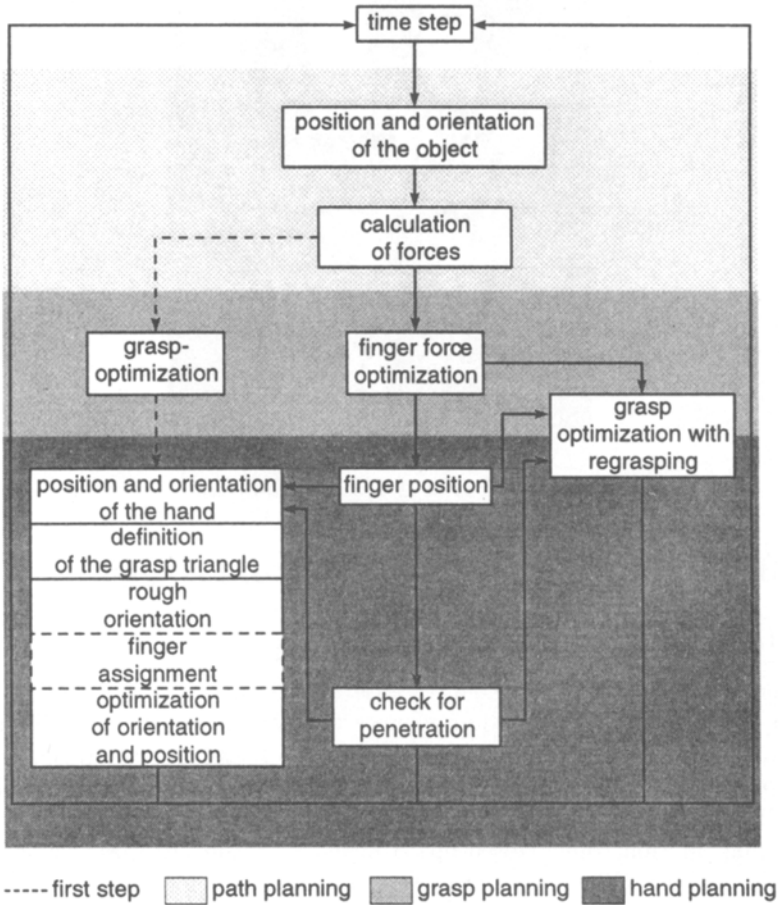 time step
position and orientation
of the object
calculation
of forces
grasp-
optimization
finger force
optimization
grasp
optimization with
regrasping
position and orientation
of the hand
finger position
definition
of the grasp triangle
rough
orientation
finger
assignment
optimization
of orientation
and position
check for
penetration
first step
path planning
grasp planning
hand planning